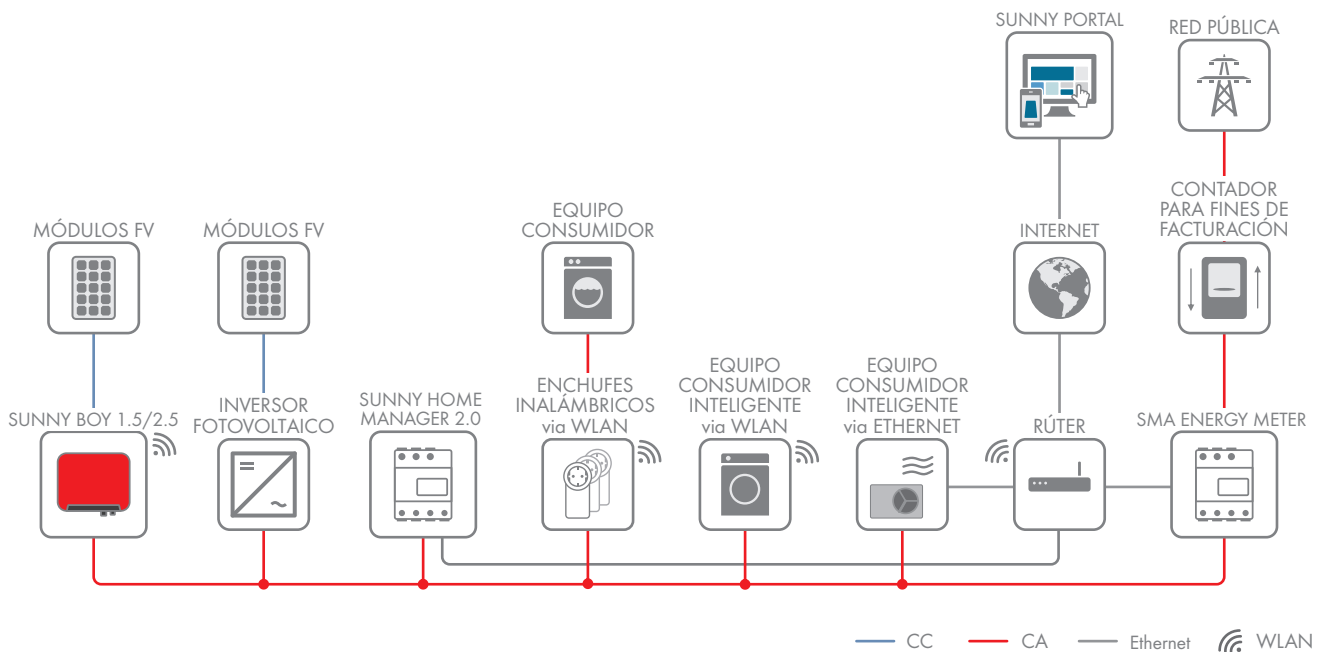 SUNNY PORTAL
RED PÚBLICA
MÓDULOS FV
MÓDULOS FV
EQUIPO
CONSUMIDOR
INTERNET
CONTADOR
PARA FINES DE
FACTURACIÓN
SUNNY BOY 1.5/2.5
INVERSOR
FOTOVOLTAICO
SUNNY HOME
MANAGER 2.0
ENCHUFES
INALÁMBRICOS
via WLAN
EQUIPO
CONSUMIDOR
INTELIGENTE
via WLAN
EQUIPO
CONSUMIDOR
INTELIGENTE
via ETHERNET
RÚTER
SMA ENERGY METER
CC
CA
Ethernet
WLAN